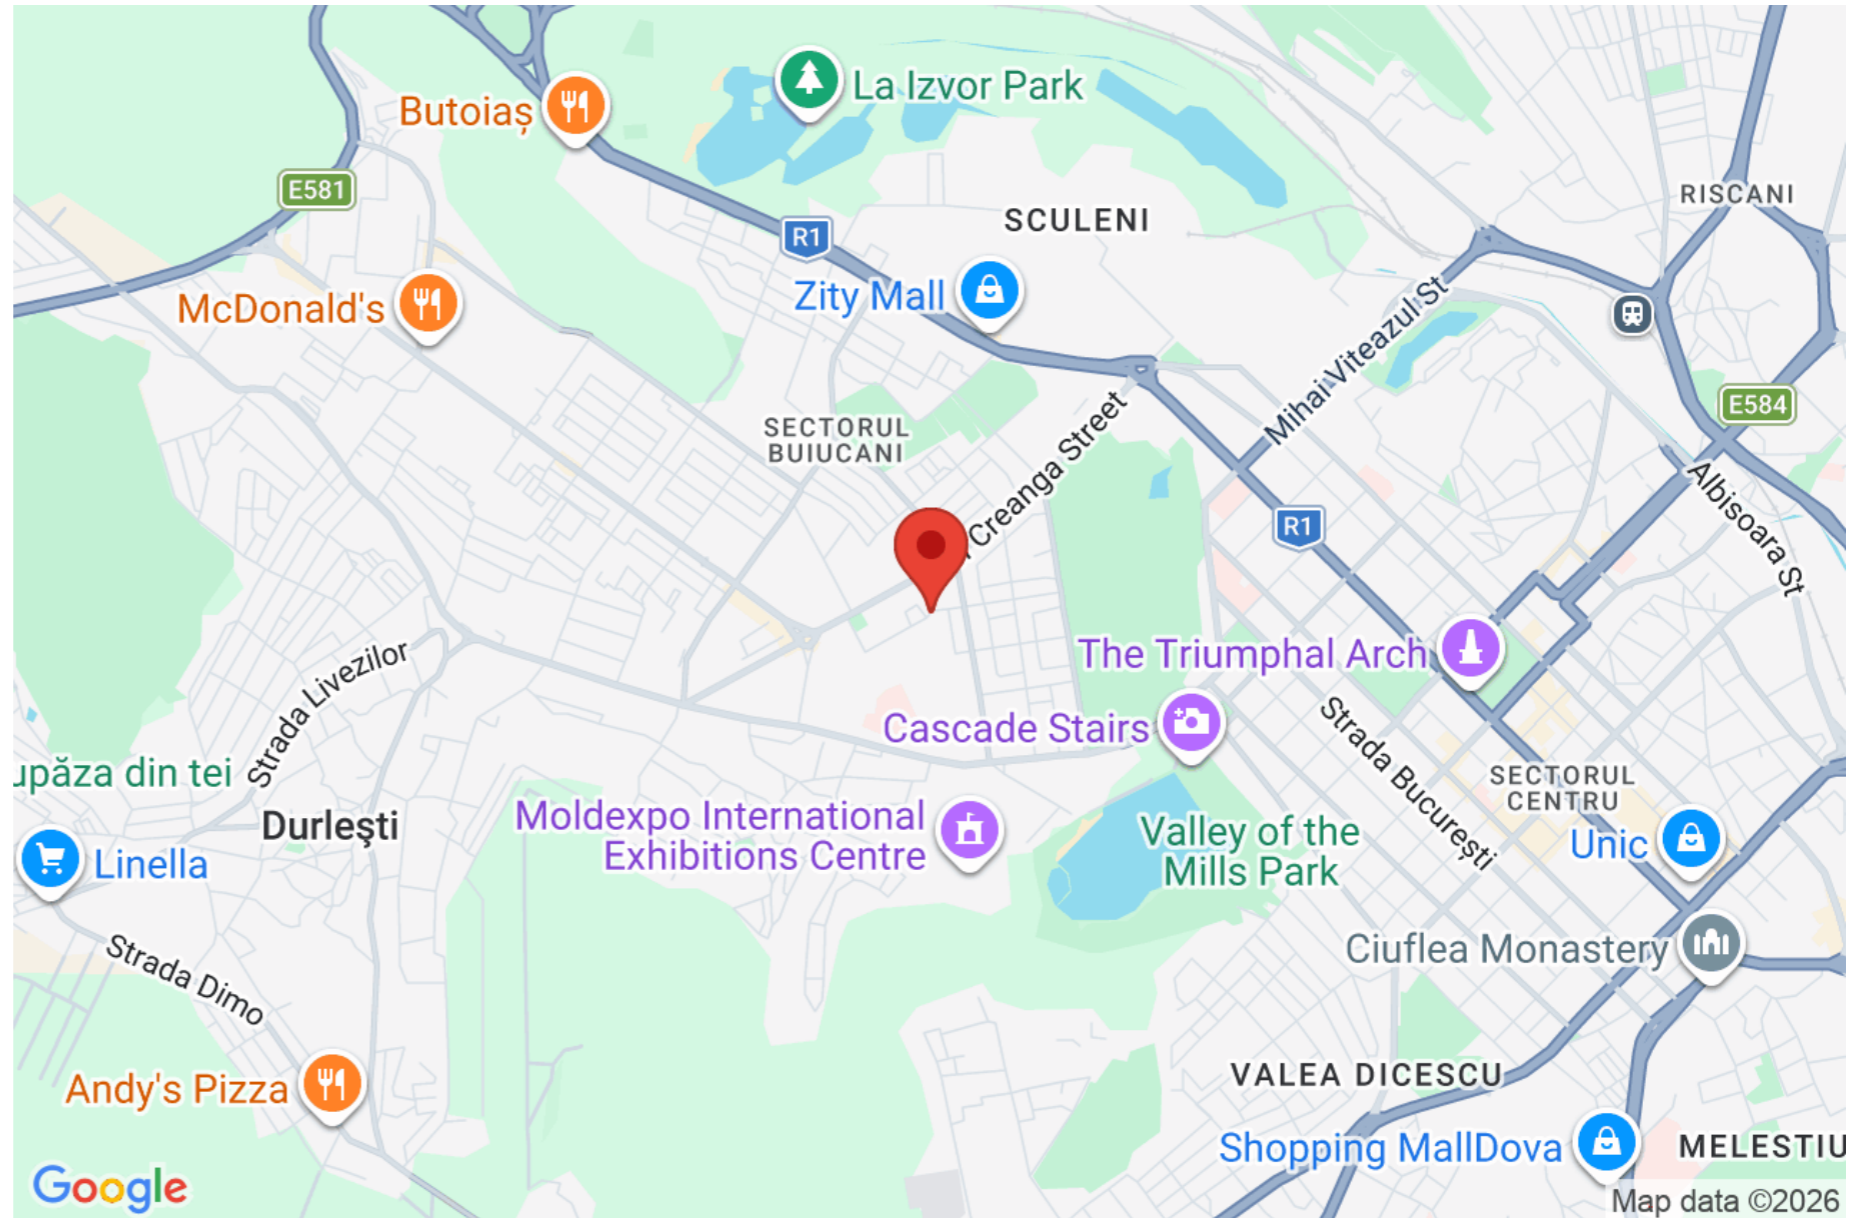 La Izvor Park
Butoiaș
E581
RISCANI
SCULENI
R1
Zity Mall
McDonald's
Mihai Viteazul St
E584
SECTORUL
BUIUCANI
Creanga Street
Albisoara St
R1
The Triumphal Arch
Strada Livezilor
Cascade Stairs
Strada București
upăza din tei
SECTORUL
CENTRU
Durleşti
Moldexpo International
Exhibitions Centre
Valley of the
Mills Park
Unic
Linella
Ciuflea Monastery
Strada Dimo
VALEA DICESCU
Andy's Pizza
Shopping MallDova
MELESTIU
Google
Map data ©2026